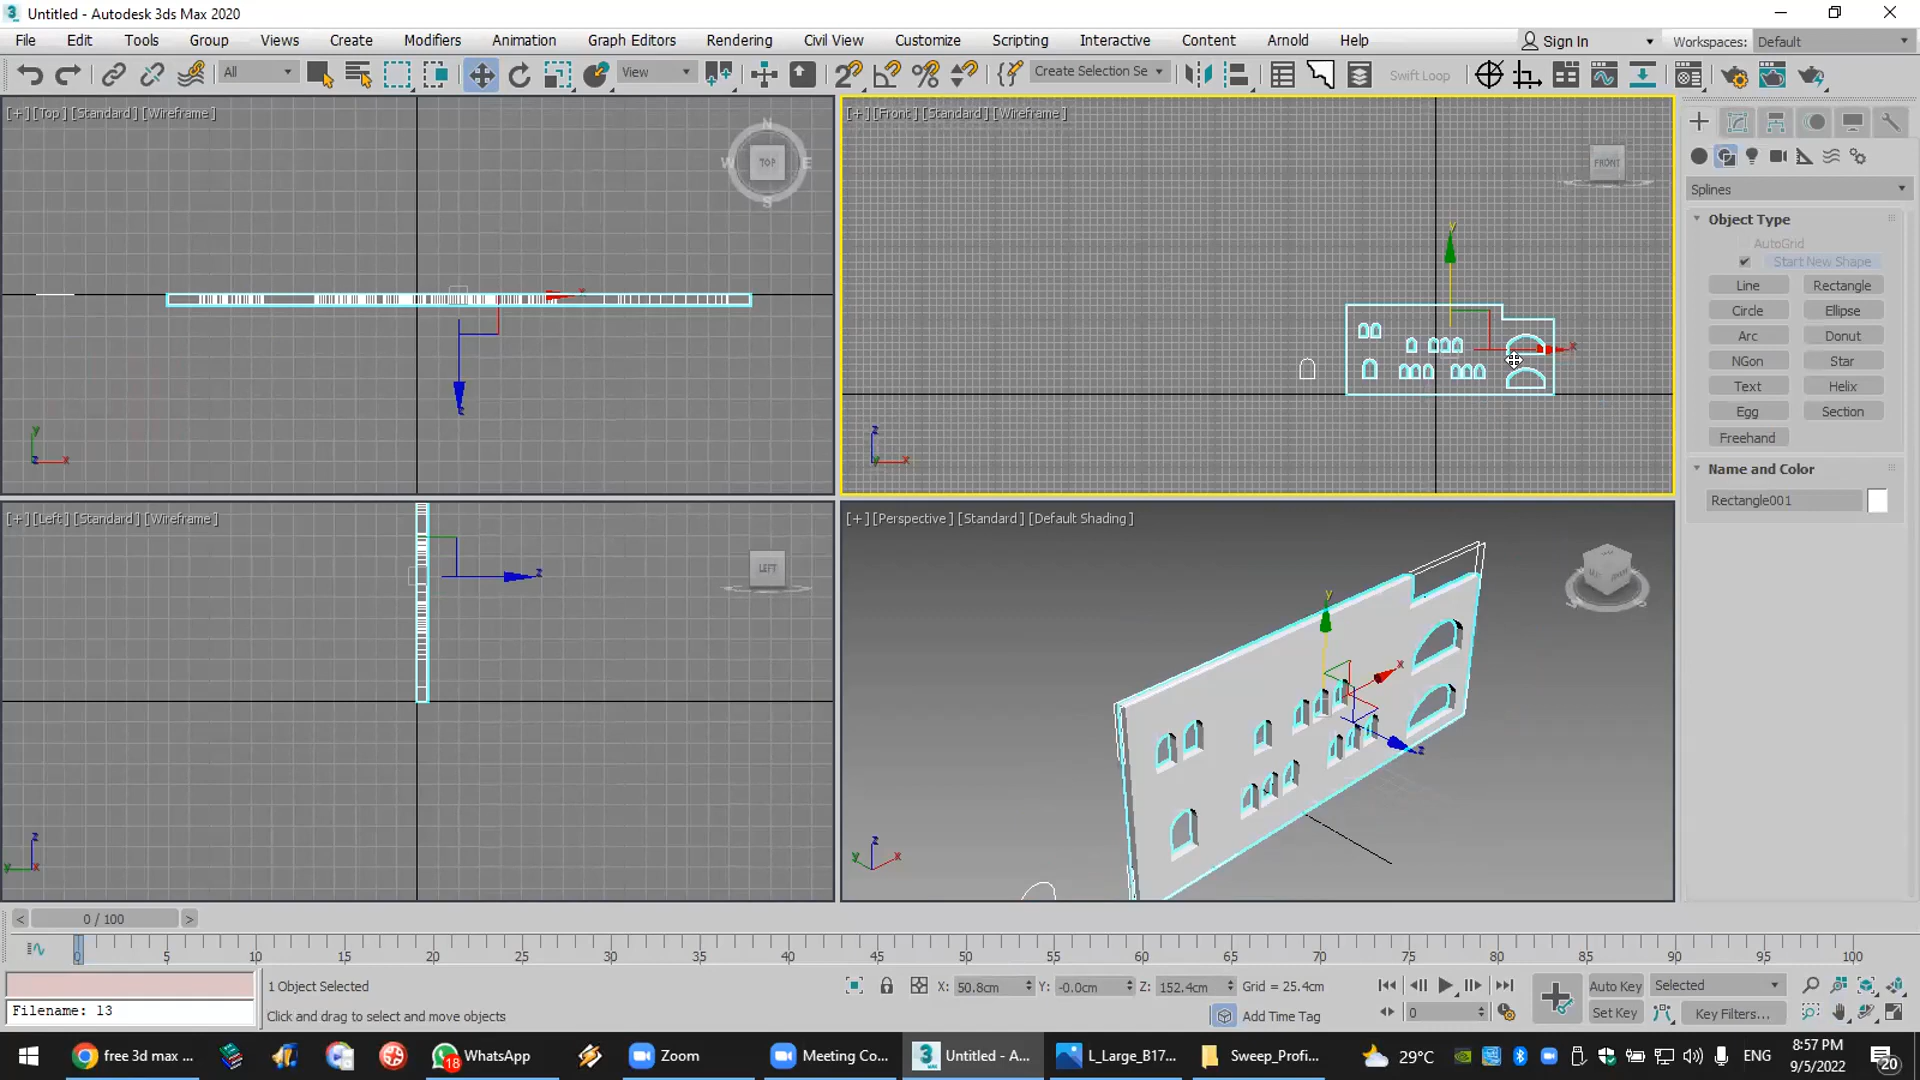 3 Untitled - Autodesk 3ds Max 2020
File Edit Tools Group Views Create Modifiers Animation Graph Editors Rendering Civil View Customize Scripting Interactive Content Arnold Help Sign In Workspaces: Default
All View Create Selection Se Swift Loop
[+] [Top] [Standard] [Wireframe]
N
W TOP E
S
x
z
y
z x
[+] [Front] [Standard] [Wireframe]
FRONT
y
x
z
y x
[+] [Left] [Standard] [Wireframe]
LEFT
z
z
y x
[+] [Perspective] [Standard] [Default Shading]
y
x
z
z
y x
Splines
Object Type
AutoGrid
Start New Shape
Line Rectangle
Circle Ellipse
Arc Donut
NGon Star
Text Helix
Egg Section
Freehand
Name and Color
Rectangle001
< 0 / 100 >
0 5 10 15 20 25 30 35 40 45 50 55 60 65 70 75 80 85 90 95 100
1 Object Selected
X: 50.8cm Y: -0.0cm Z: 152.4cm Grid = 25.4cm
Auto Key Selected
Filename: 13
Click and drag to select and move objects
Add Time Tag
0
Set Key Key Filters...
free 3d max ...
18
WhatsApp
Zoom
Meeting Co...
3
Untitled - A...
L_Large_B17...
Sweep_Profi...
29°C
ENG
8:57 PM
9/5/2022
20